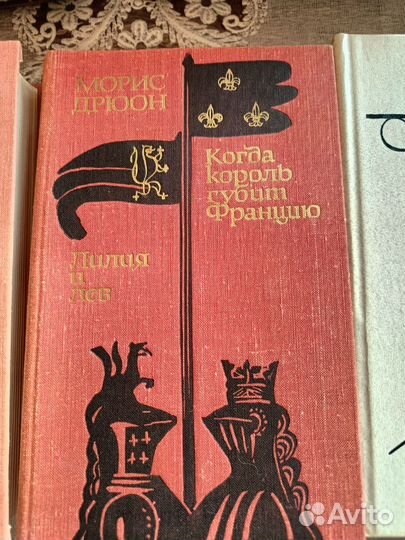 МОРИС
ДРЮОН
Когда
король
губит
Францию
Лилия
и
лев
Avito